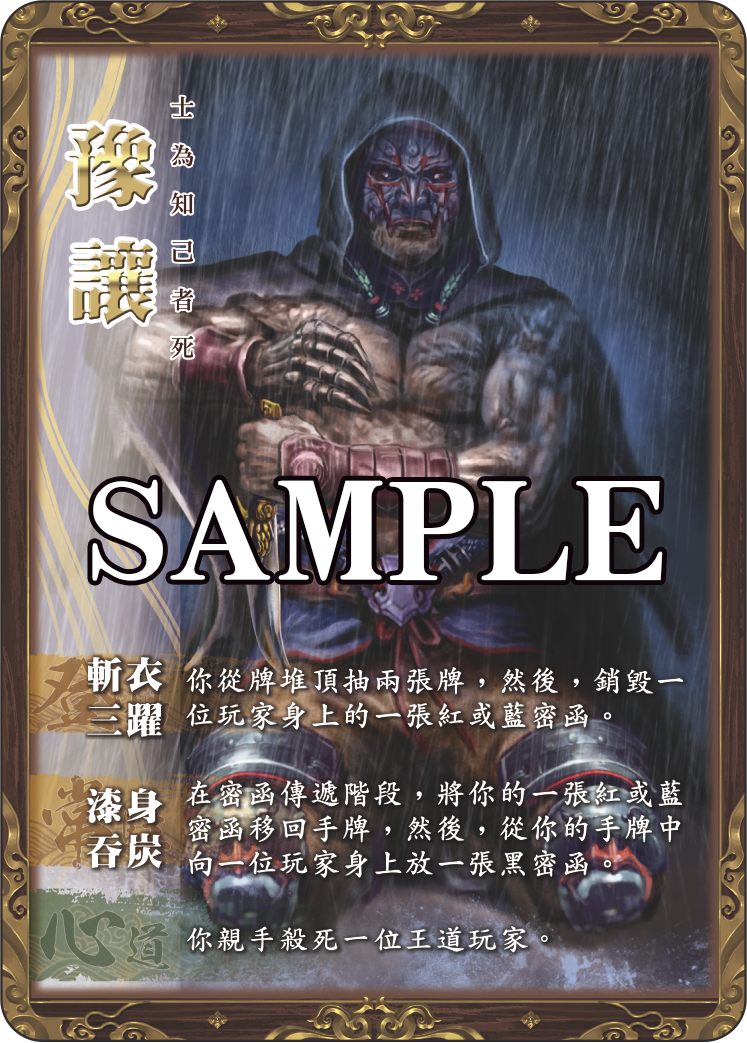 豫讓
士為知己者死
SAMPLE
登
斬衣
三躍
你從牌堆頂抽兩張牌，然後，銷毀一
位玩家身上的一張紅或藍密函。
常
漆身
吞炭
在密函傳遞階段，將你的一張紅或藍
密函移回手牌，然後，從你的手牌中
向一位玩家身上放一張黑密函。
心道
你親手殺死一位王道玩家。